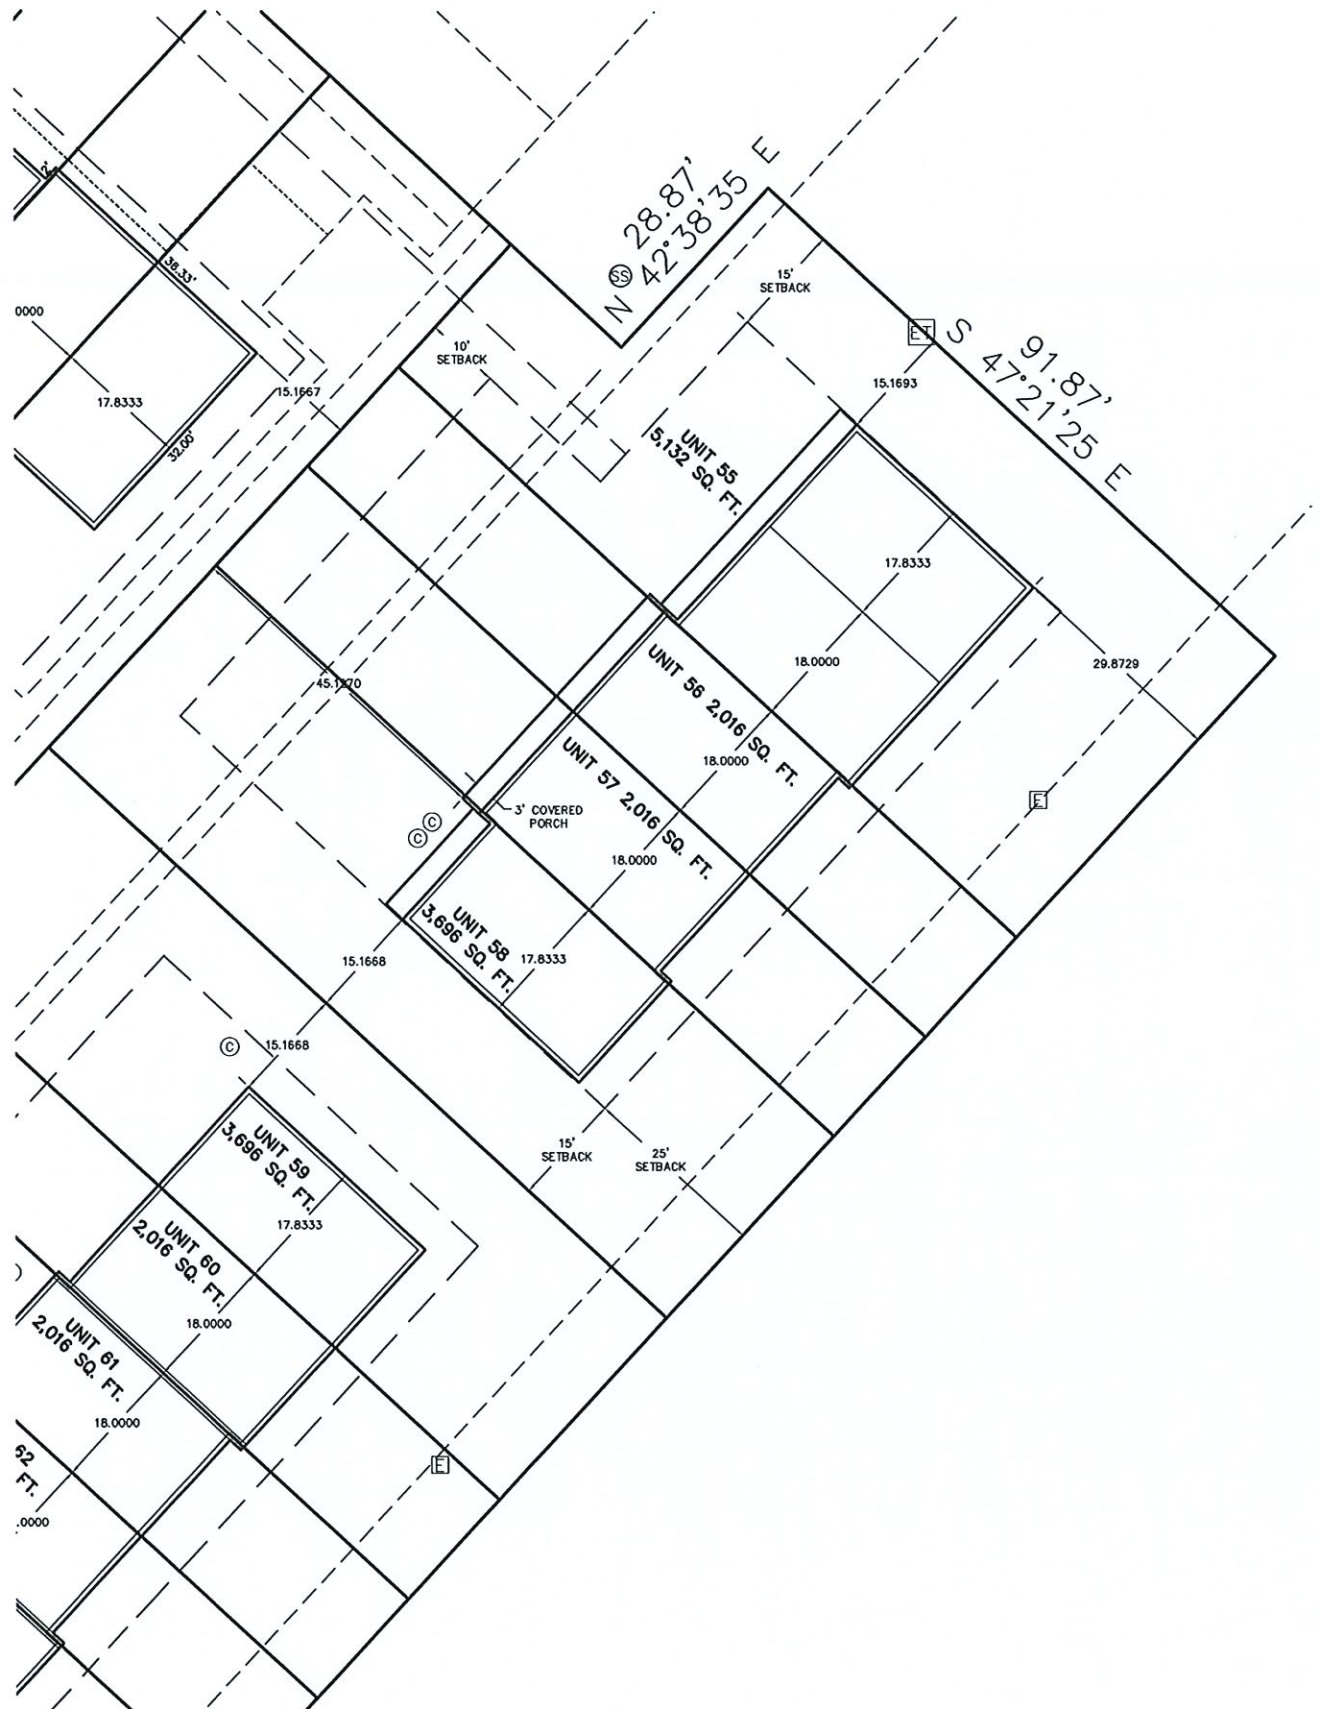 2'
38.33'
0000
17.8333
32.00'
15.1667
28.87'
N 42°38'35 E
SS
15'
SETBACK
10'
SETBACK
ET
S 47°21'25 E
91.87'
15.1693
UNIT 55
5,132 SQ. FT.
17.8333
18.0000
29.8729
UNIT 56 2,016 SQ. FT.
45.1270
18.0000
UNIT 57 2,016 SQ. FT.
E
3' COVERED
PORCH
C
C
18.0000
UNIT 58
3,696 SQ. FT.
17.8333
15.1668
C
15.1668
UNIT 59
3,696 SQ. FT.
15'
SETBACK
25'
SETBACK
17.8333
UNIT 60
2,016 SQ. FT.
18.0000
UNIT 61
2,016 SQ. FT.
18.0000
62
FT.
E
.0000